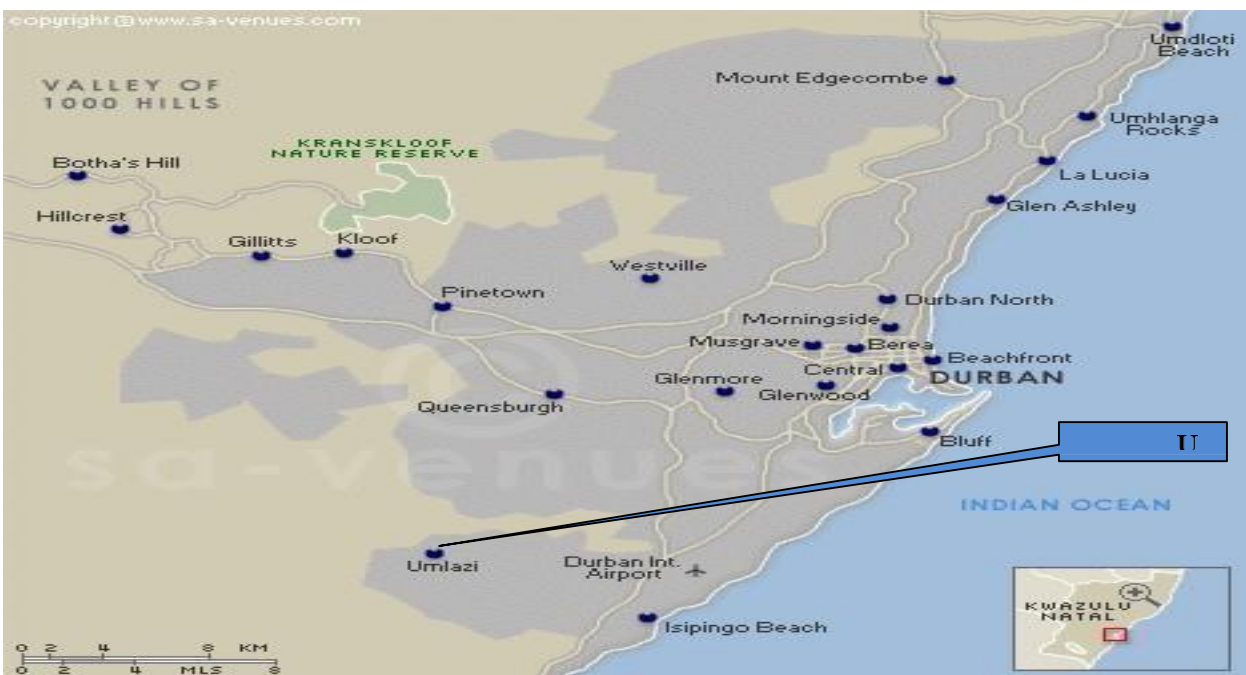 copyright@www.sa-venues.com
Umdloti
Beach
Mount Edgecombe
VALLEY OF
1000 HILLS
Umhlanga
Rocks
KRANSKLOOF
NATURE RESERVE
Botha's Hill
La Lucia
Glen Ashley
Hillcrest
Gillitts
Kloof
Westville
Pinetown
Durban North
Morningside
Musgrave
Berea
Beachfront
Central
DURBAN
Glenmore
Glenwood
Queensburgh
Bluff
U
sa-venues
INDIAN OCEAN
Umlazi
Durban Int.
Airport
KWAZULU
NATAL
Isipingo Beach
0 2 4 8 KM
0 2 4 MLS 8